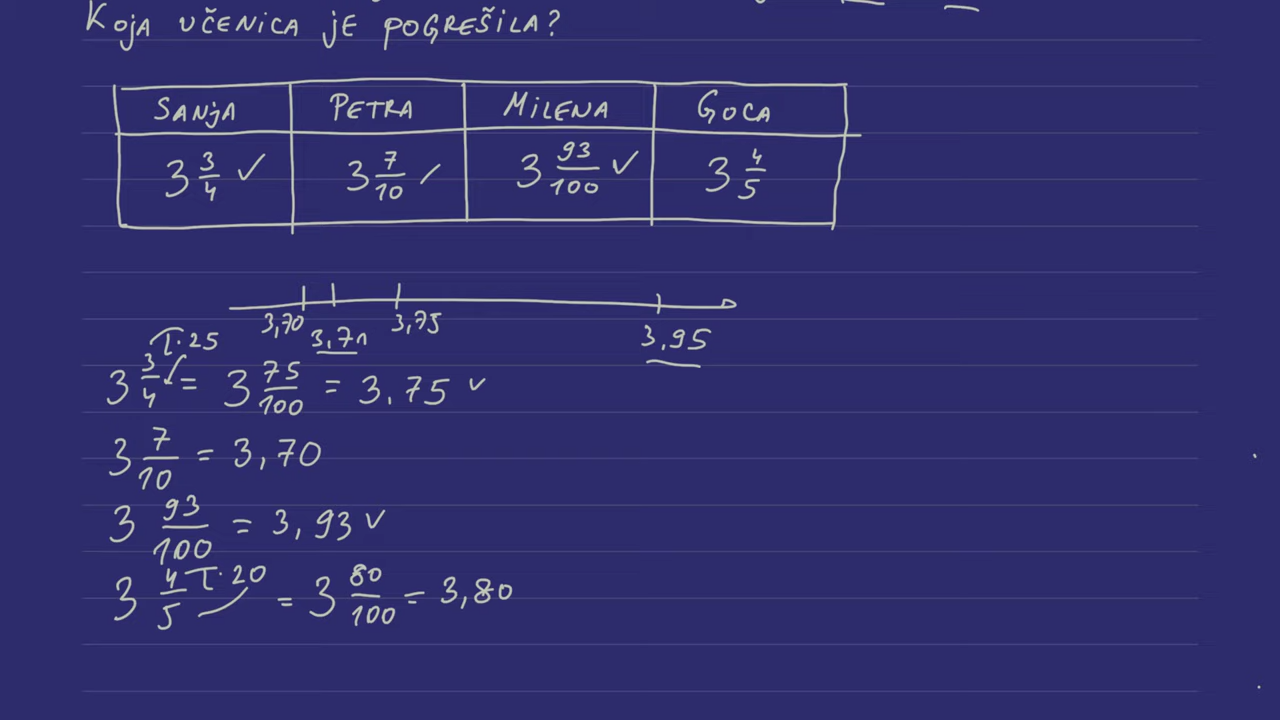 Koja učenica je pogrešila?
Sanja Petra Milena Goca
3 3/4 ✓ 3 7/10 ✓ 3 93/100 ✓ 3 4/5
3,70 3,71 3,75 3,95
3 3/4 ·25 = 3 75/100 = 3,75 ✓
3 7/10 = 3,70
3 93/100 = 3,93 ✓
3 4/5 ·20 = 3 80/100 = 3,80